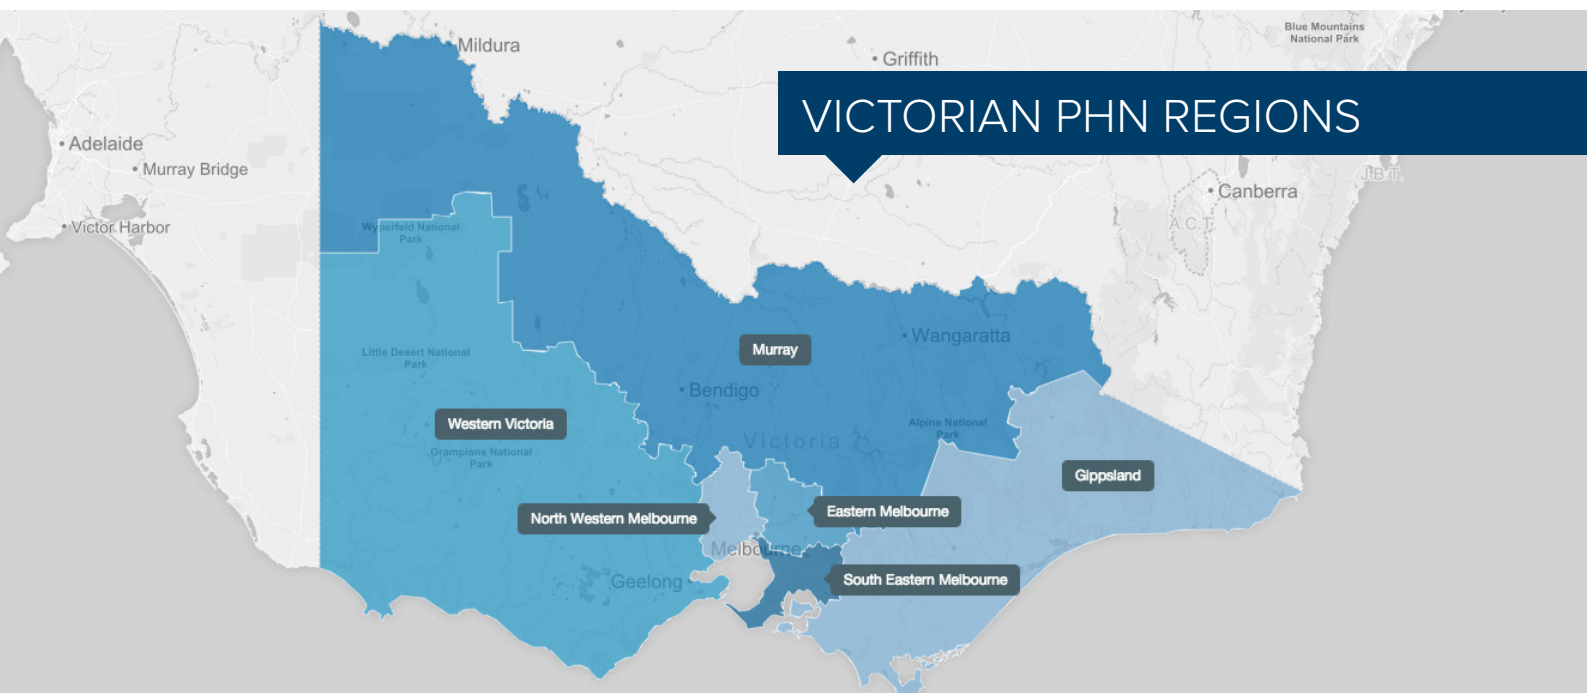 Blue Mountains
National Park
Mildura
Griffith
VICTORIAN PHN REGIONS
Adelaide
Murray Bridge
J.B.T.
Canberra
Victor Harbor
Wyperfeld National
Park
A.C.T.
Wangaratta
Murray
Little Desert National
Park
Bendigo
Western Victoria
Alpine National
Park
Victoria
Grampians National
Park
Gippsland
North Western Melbourne
Eastern Melbourne
Melbourne
Geelong
South Eastern Melbourne